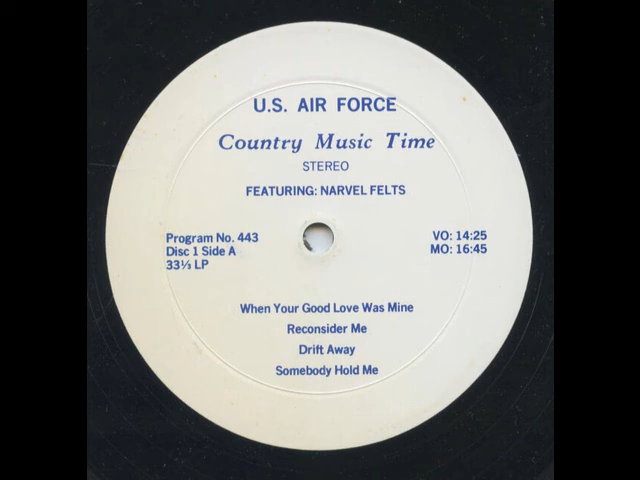 U.S. AIR FORCE
Country Music Time
STEREO
FEATURING: NARVEL FELTS
Program No. 443
Disc 1 Side A
33⅓ LP
VO: 14:25
MO: 16:45
When Your Good Love Was Mine
Reconsider Me
Drift Away
Somebody Hold Me